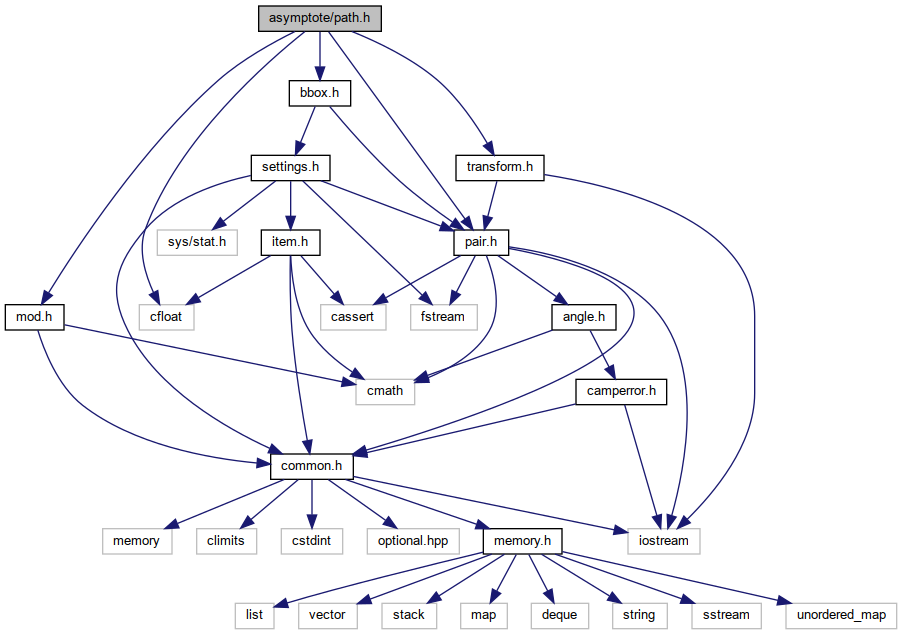 asymptote/path.h
bbox.h
settings.h
transform.h
sys/stat.h
item.h
pair.h
mod.h
cfloat
cassert
fstream
angle.h
cmath
camperror.h
common.h
memory
climits
cstdint
optional.hpp
memory.h
iostream
list
vector
stack
map
deque
string
sstream
unordered_map